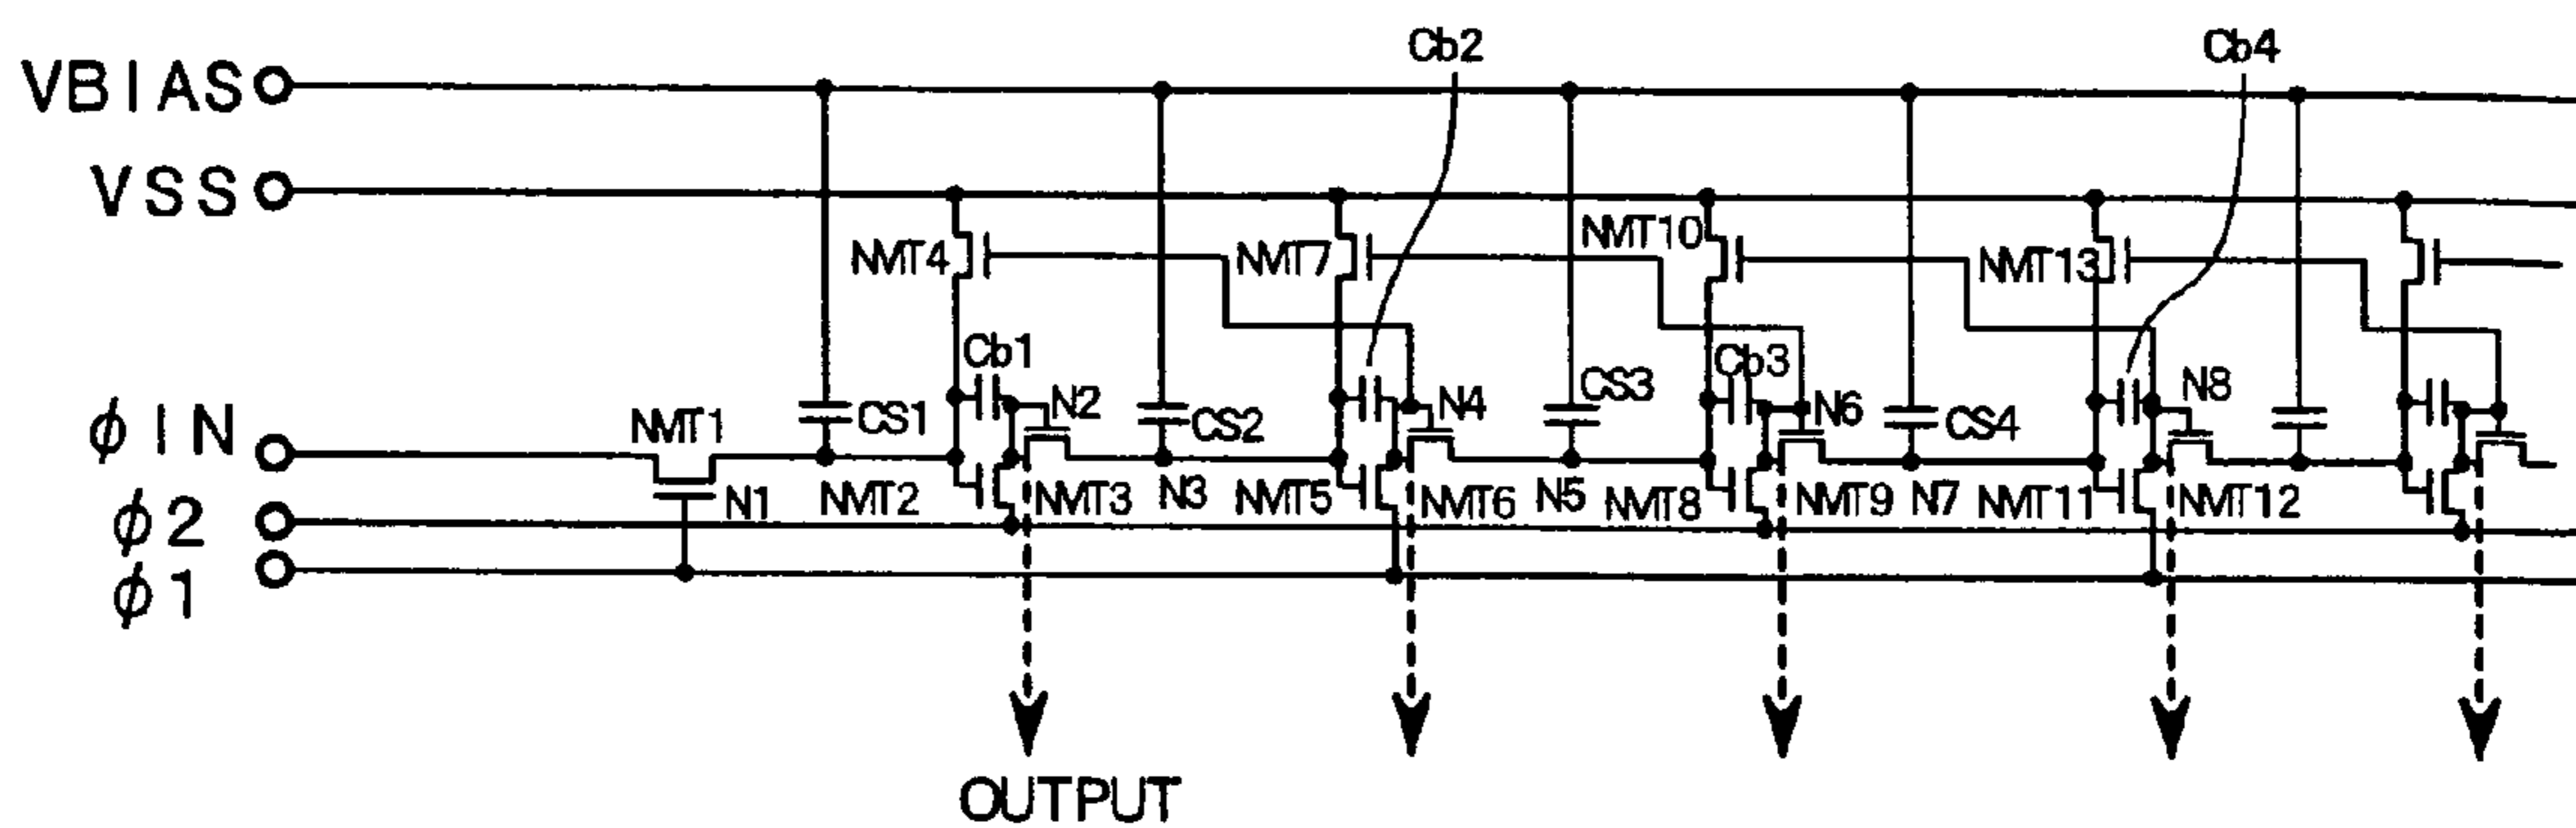 Cb2
Cb4
VBIAS
VSS
NMT4
NMT7
NMT10
NMT13
Cb1
Cb3
ϕIN
NMT1
CS1
N2
CS2
N4
CS3
N6
CS4
N8
ϕ2
N1
NMT2
NMT3
N3
NMT5
NMT6
N5
NMT8
NMT9
N7
NMT11
NMT12
ϕ1
OUTPUT